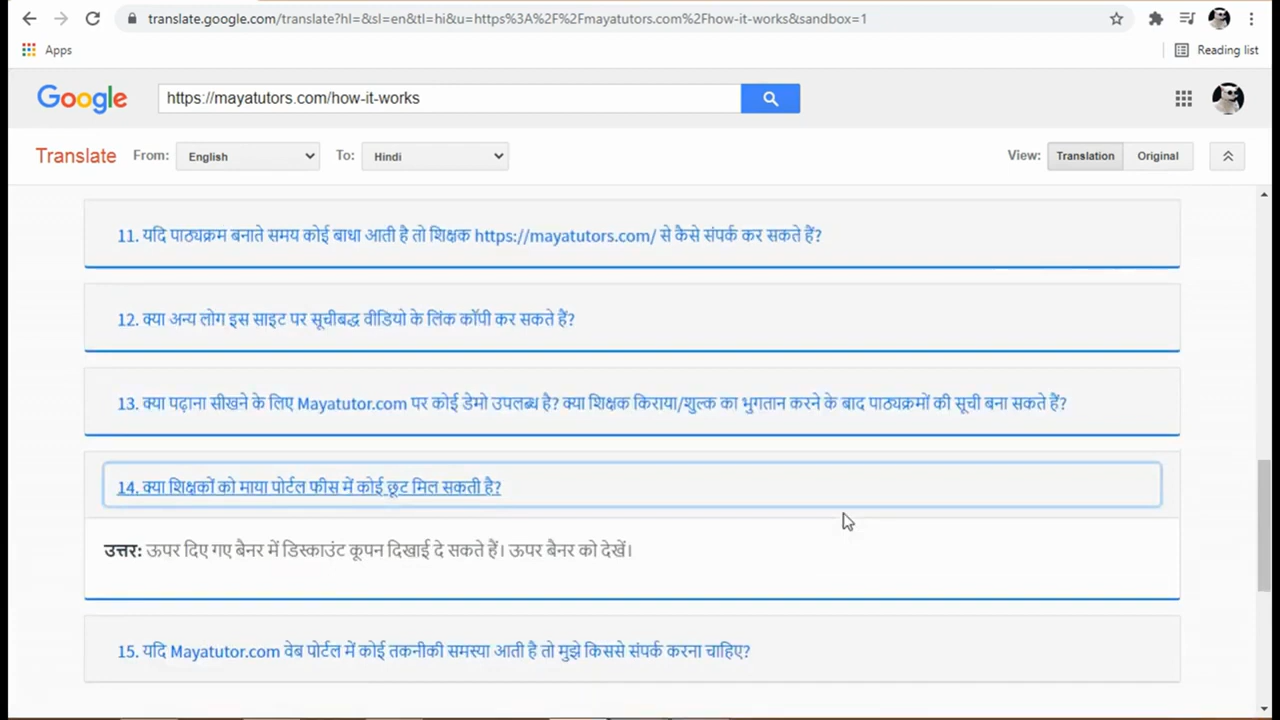 translate.google.com/translate?hl=&sl=en&tl=hi&u=https%3A%2F%2Fmayatutors.com%2Fhow-it-works&sandbox=1
Apps
Reading list
Google
https://mayatutors.com/how-it-works
Translate From: English To: Hindi View: Translation Original
11. यदि पाठ्यक्रम बनाते समय कोई बाधा आती है तो शिक्षक https://mayatutors.com/ से कैसे संपर्क कर सकते हैं?
12. क्या अन्य लोग इस साइट पर सूचीबद्ध वीडियो के लिंक कॉपी कर सकते हैं?
13. क्या पढ़ाना सीखने के लिए Mayatutor.com पर कोई डेमो उपलब्ध है? क्या शिक्षक किराया/शुल्क का भुगतान करने के बाद पाठ्यक्रमों की सूची बना सकते हैं?
14. क्या शिक्षकों को माया पोर्टल फीस में कोई छूट मिल सकती है?
उत्तर: ऊपर दिए गए बैनर में डिस्काउंट कूपन दिखाई दे सकते हैं। ऊपर बैनर को देखें।
15. यदि Mayatutor.com वेब पोर्टल में कोई तकनीकी समस्या आती है तो मुझे किससे संपर्क करना चाहिए?